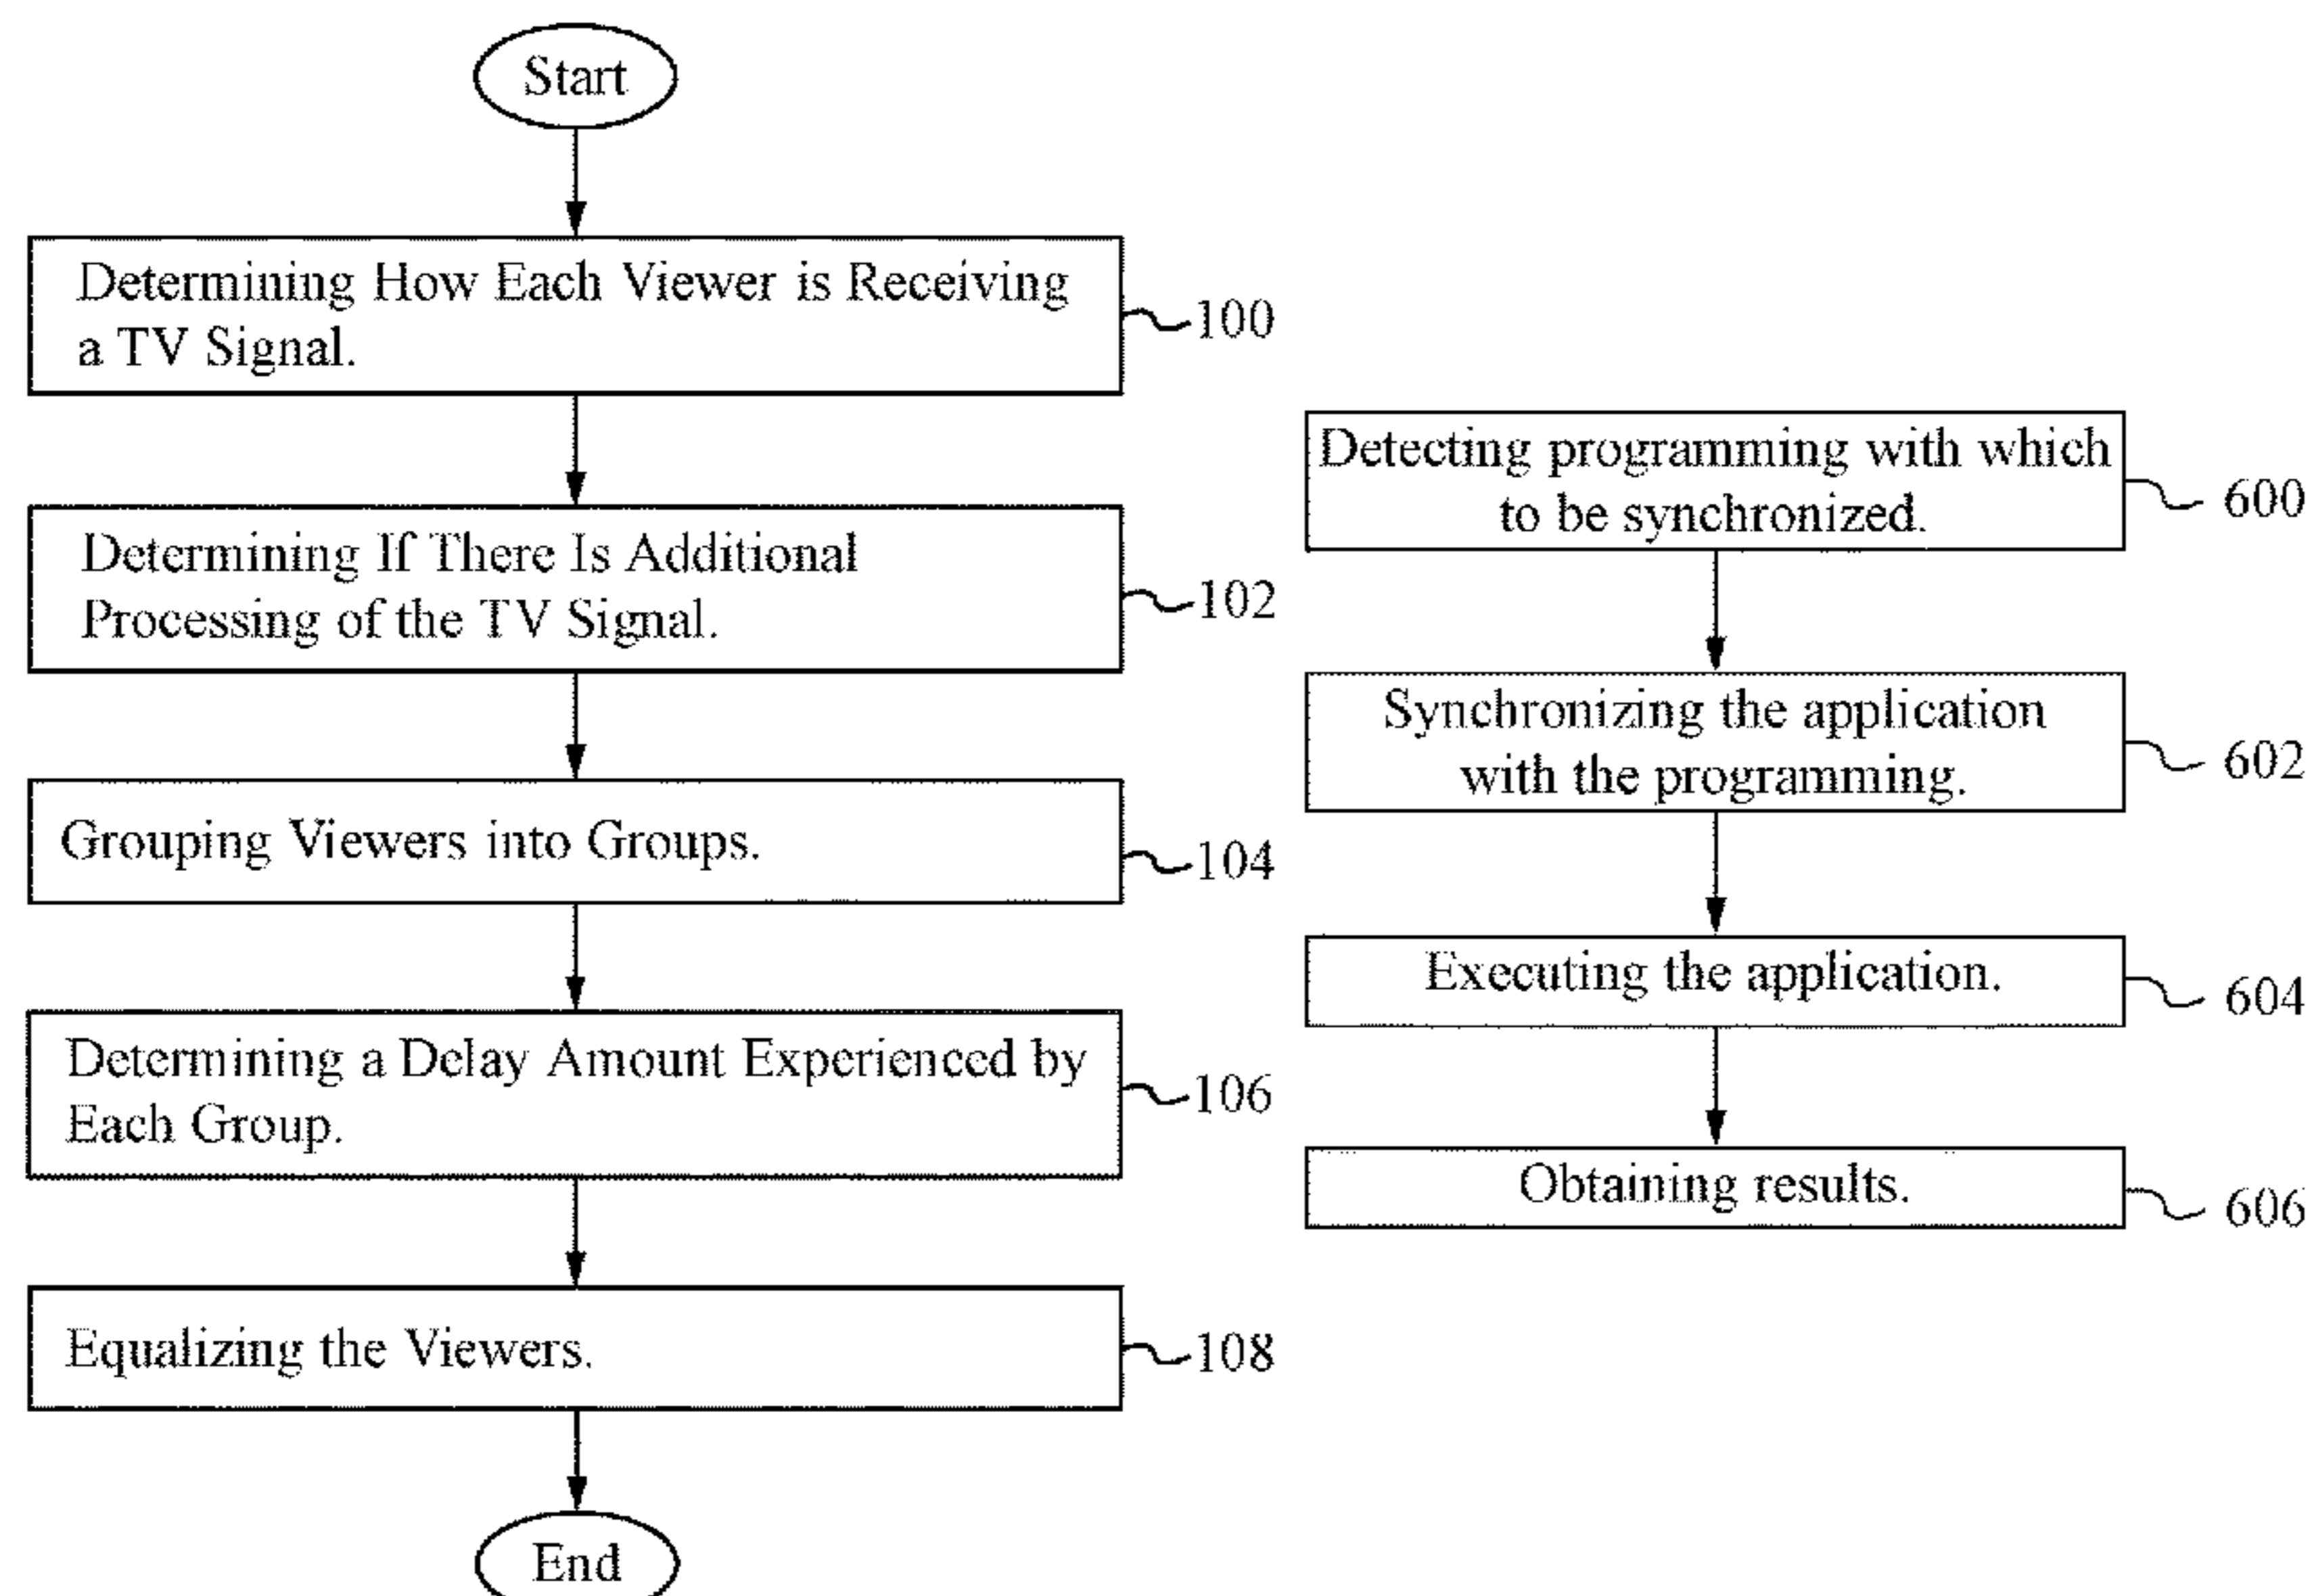 Start
Determining How Each Viewer is Receiving
a TV Signal.
100
Determining If There Is Additional
Processing of the TV Signal.
102
Grouping Viewers into Groups.
104
Determining a Delay Amount Experienced by
Each Group.
106
Equalizing the Viewers.
108
End
Detecting programming with which
to be synchronized.
600
Synchronizing the application
with the programming.
602
Executing the application.
604
Obtaining results.
606